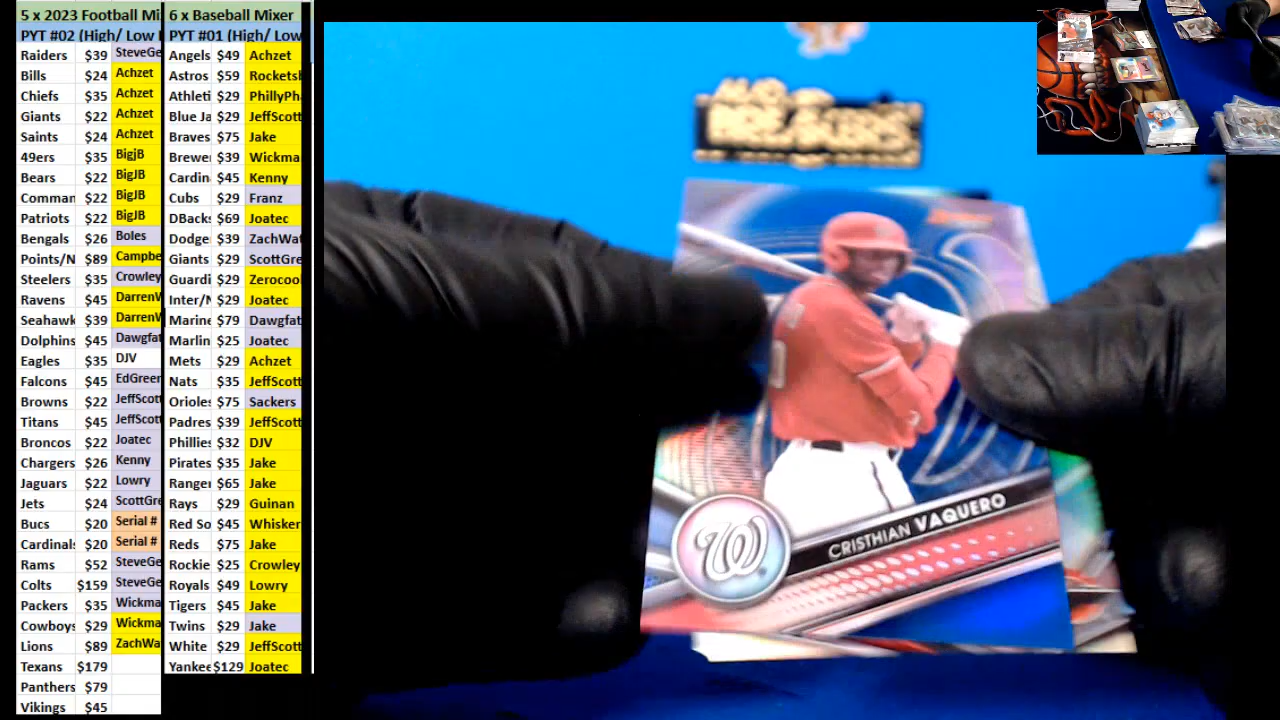 5 x 2023 Football Mi
PYT #02 (High/ Low
Raiders $39 SteveGe
Bills $24 Achzet
Chiefs $35 Achzet
Giants $22 Achzet
Saints $24 Achzet
49ers $35 BigjB
Bears $22 BigJB
Comman $22 BigJB
Patriots $22 BigJB
Bengals $26 Boles
Points/N $89 Campbe
Steelers $35 Crowley
Ravens $45 DarrenW
Seahawk $39 DarrenW
Dolphins $45 Dawgfat
Eagles $35 DJV
Falcons $45 EdGreer
Browns $22 JeffScott
Titans $45 JeffScott
Broncos $22 Joatec
Chargers $26 Kenny
Jaguars $22 Lowry
Jets $24 ScottGre
Bucs $20 Serial #
Cardinals $20 Serial #
Rams $52 SteveGe
Colts $159 SteveGe
Packers $35 Wickma
Cowboys $29 Wickma
Lions $89 ZachWa
Texans $179
Panthers $79
Vikings $45
6 x Baseball Mixer
PYT #01 (High/ Low
Angels $49 Achzet
Astros $59 Rocketsh
Athleti $29 PhillyPha
Blue Ja $29 JeffScott
Braves $75 Jake
Brewe $39 Wickma
Cardin $45 Kenny
Cubs $29 Franz
DBacks $69 Joatec
Dodge $39 ZachWat
Giants $29 ScottGre
Guardi $29 Zerocool
Inter/N $29 Joatec
Marine $79 Dawgfat
Marlin $25 Joatec
Mets $29 Achzet
Nats $35 JeffScott
Orioles $75 Sackers
Padres $39 JeffScott
Phillies $32 DJV
Pirates $35 Jake
Ranger $65 Jake
Rays $29 Guinan
Red So $45 Whisker
Reds $75 Jake
Rockie $25 Crowley
Royals $49 Lowry
Tigers $45 Jake
Twins $29 Jake
White $29 JeffScott
Yankee $129 Joatec
W
CRISTHIAN VAQUERO